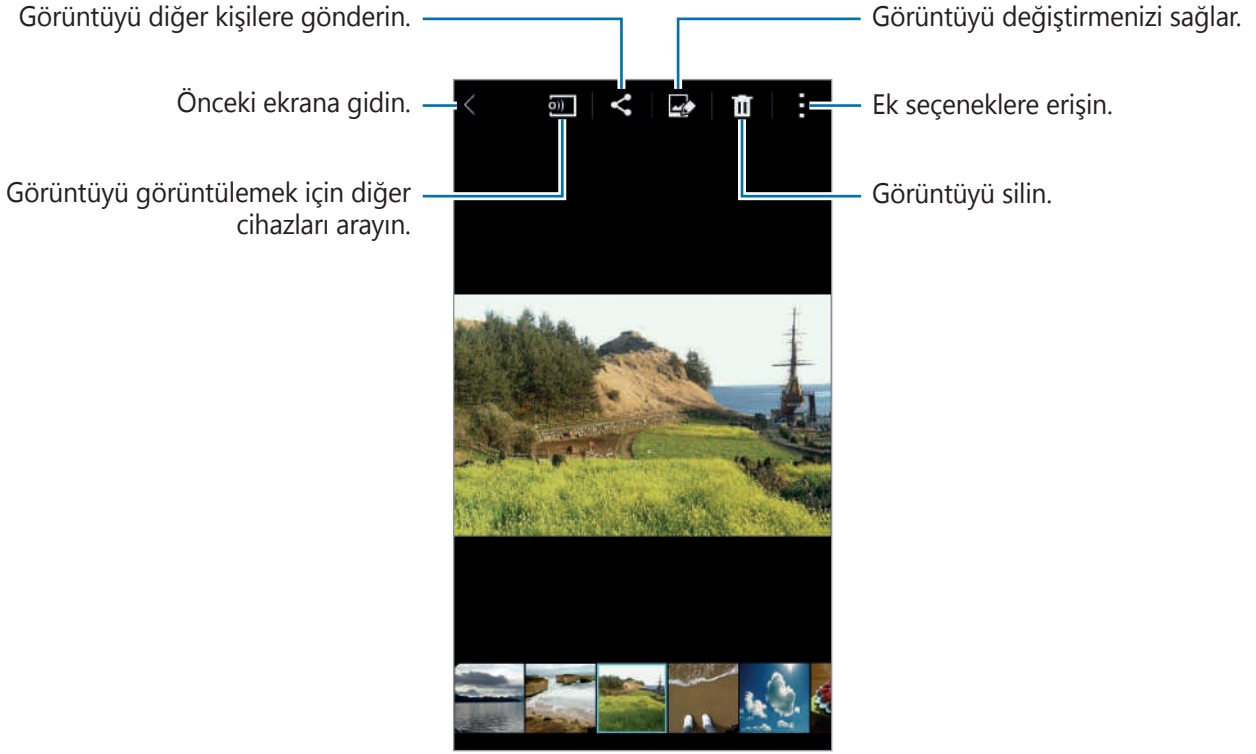 Görüntüyü diğer kişilere gönderin.
Görüntüyü değiştirmenizi sağlar.
Önceki ekrana gidin.
Ek seçeneklere erişin.
Görüntüyü görüntülemek için diğer
cihazları arayın.
Görüntüyü silin.